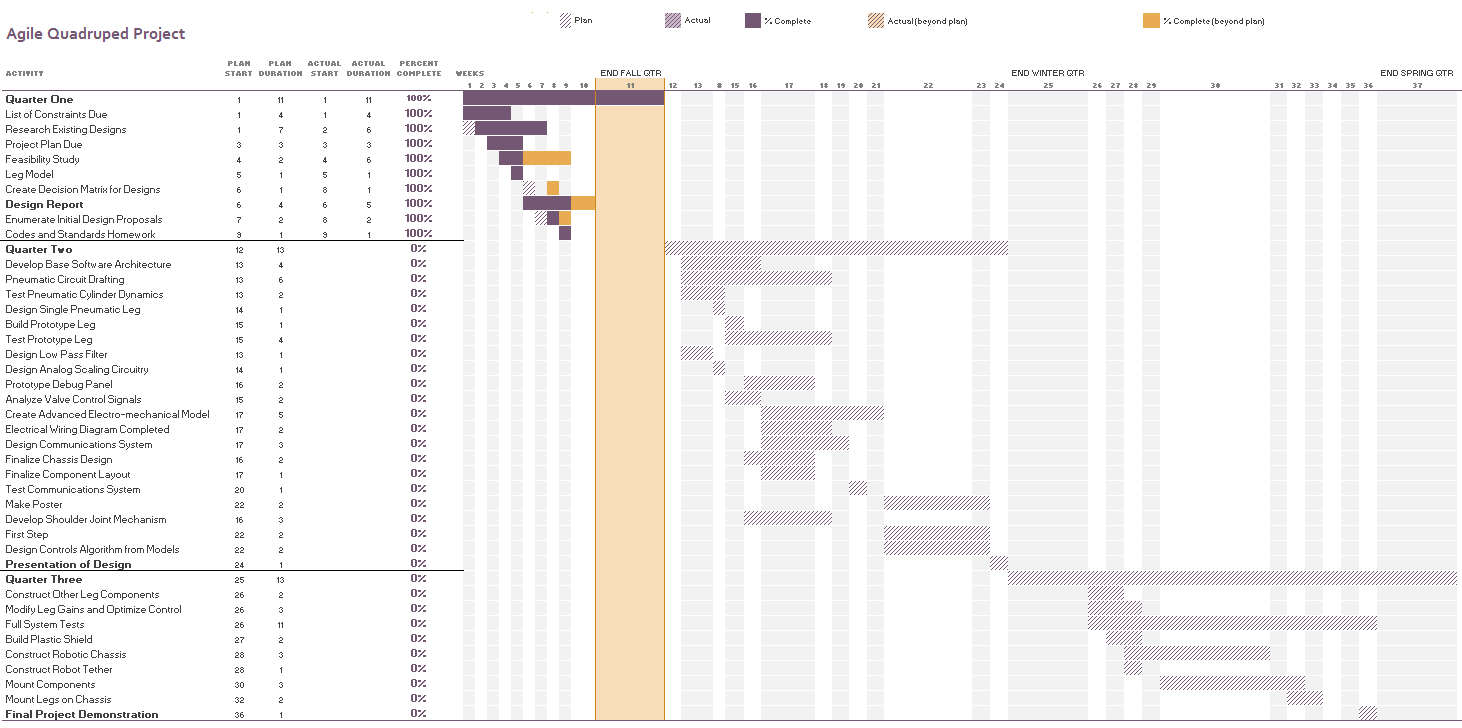 Plan Actual % Complete Actual (beyond plan) % Complete (beyond plan)
Agile Quadruped Project
PLAN PLAN ACTUAL ACTUAL PERCENT
ACTIVITY START DURATION START DURATION COMPLETE WEEKS END FALL QTR END WINTER QTR END SPRING QTR
1 2 3 4 5 6 7 8 9 10 11 12 13 8 15 16 17 18 19 20 21 22 23 24 25 26 27 28 29 30 31 32 33 34 35 36 37
Quarter One 1 11 1 11 100%
List of Constraints Due 1 4 1 4 100%
Research Existing Designs 1 7 2 6 100%
Project Plan Due 3 3 3 3 100%
Feasibility Study 4 2 4 6 100%
Leg Model 5 1 5 1 100%
Create Decision Matrix for Designs 6 1 8 1 100%
Design Report 6 4 6 5 100%
Enumerate Initial Design Proposals 7 2 8 2 100%
Codes and Standards Homework 9 1 9 1 100%
Quarter Two 12 13 0%
Develop Base Software Architecture 13 4 0%
Pneumatic Circuit Drafting 13 6 0%
Test Pneumatic Cylinder Dynamics 13 2 0%
Design Single Pneumatic Leg 14 1 0%
Build Prototype Leg 15 1 0%
Test Prototype Leg 15 4 0%
Design Low Pass Filter 13 1 0%
Design Analog Scaling Circuitry 14 1 0%
Prototype Debug Panel 16 2 0%
Analyze Valve Control Signals 15 2 0%
Create Advanced Electro-mechanical Model 17 5 0%
Electrical Wiring Diagram Completed 17 2 0%
Design Communications System 17 3 0%
Finalize Chassis Design 16 2 0%
Finalize Component Layout 17 1 0%
Test Communications System 20 1 0%
Make Poster 22 2 0%
Develop Shoulder Joint Mechanism 16 3 0%
First Step 22 2 0%
Design Controls Algorithm from Models 22 2 0%
Presentation of Design 24 1 0%
Quarter Three 25 13 0%
Construct Other Leg Components 26 2 0%
Modify Leg Gains and Optimize Control 26 3 0%
Full System Tests 26 11 0%
Build Plastic Shield 27 2 0%
Construct Robotic Chassis 28 3 0%
Construct Robot Tether 28 1 0%
Mount Components 30 3 0%
Mount Legs on Chassis 32 2 0%
Final Project Demonstration 36 1 0%